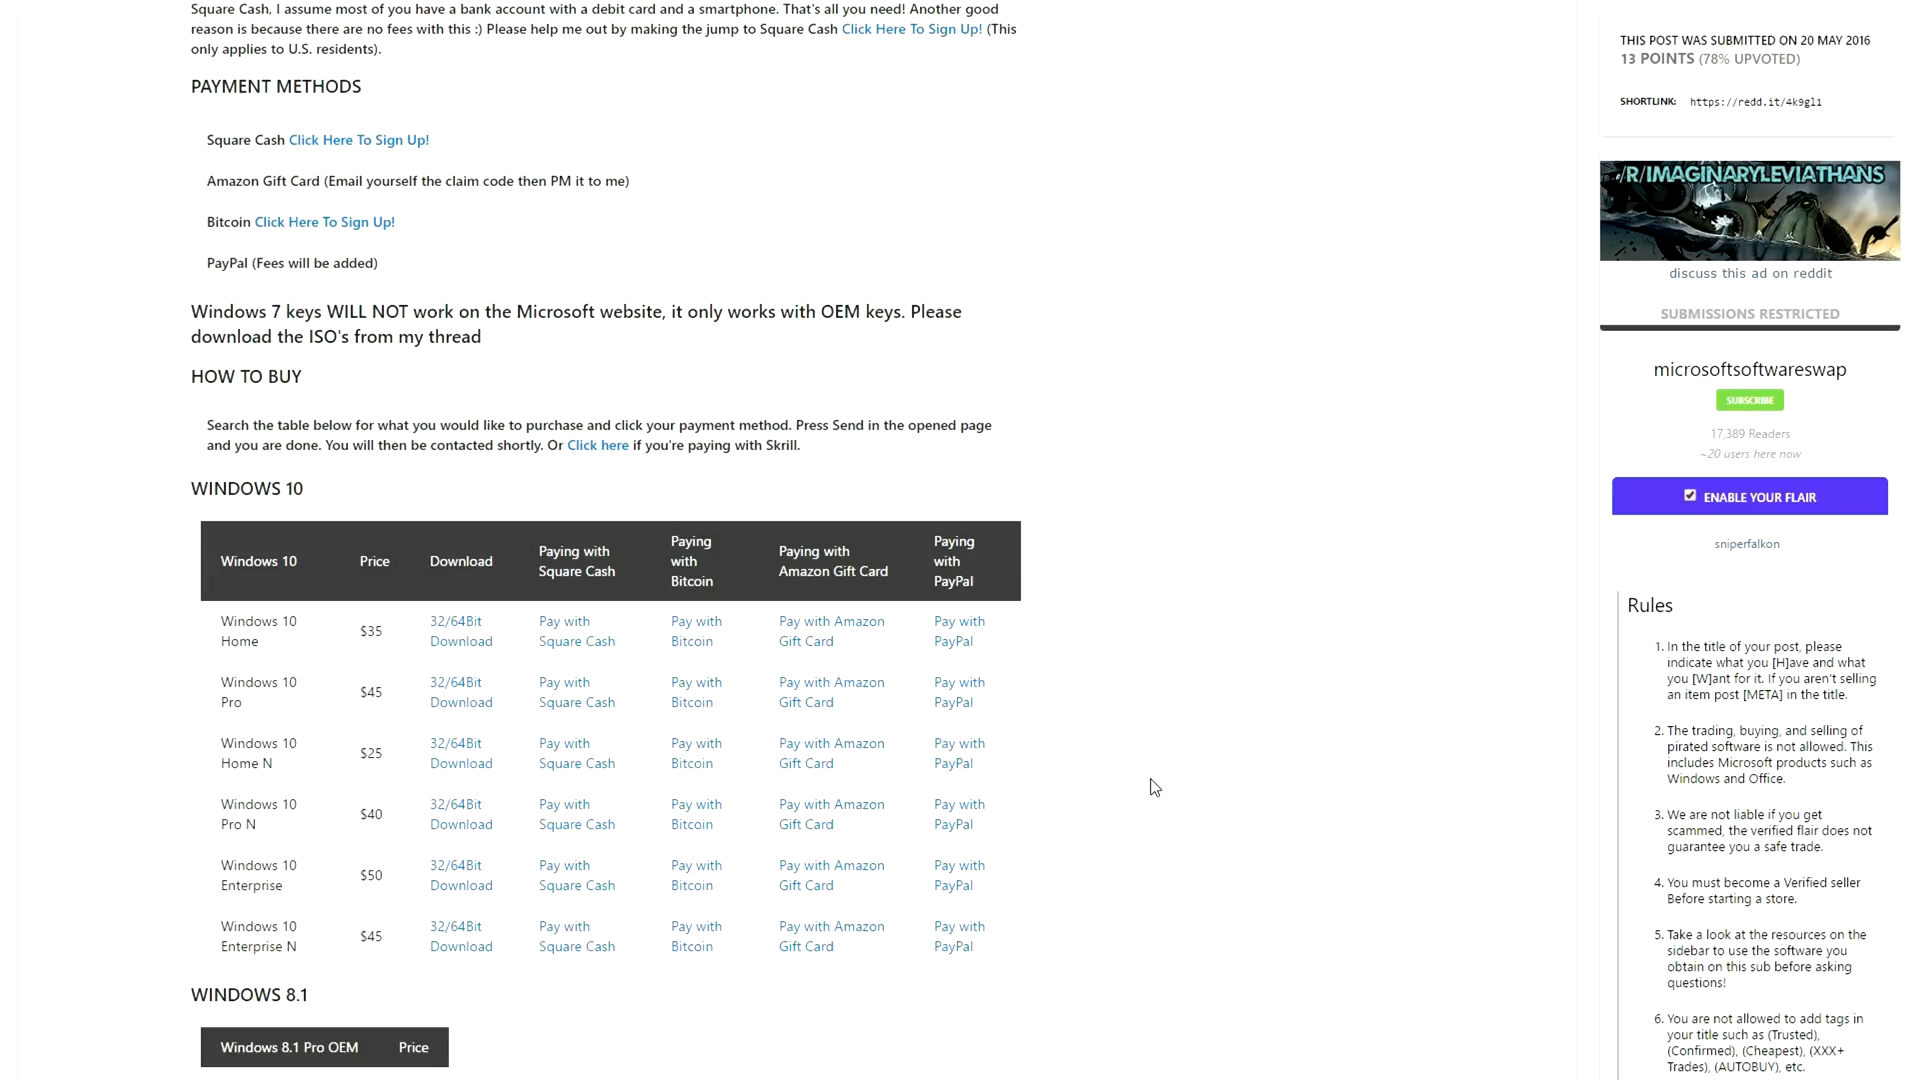 Square Cash, I assume most of you have a bank account with a debit card and a smartphone. That's all you need! Another good
reason is because there are no fees with this :) Please help me out by making the jump to Square Cash Click Here To Sign Up! (This
only applies to U.S. residents).
PAYMENT METHODS
Square Cash Click Here To Sign Up!
Amazon Gift Card (Email yourself the claim code then PM it to me)
Bitcoin Click Here To Sign Up!
PayPal (Fees will be added)
Windows 7 keys WILL NOT work on the Microsoft website, it only works with OEM keys. Please
download the ISO's from my thread
HOW TO BUY
Search the table below for what you would like to purchase and click your payment method. Press Send in the opened page
and you are done. You will then be contacted shortly. Or Click here if you're paying with Skrill.
WINDOWS 10
Windows 10 Price Download Paying with Square Cash Paying with Bitcoin Paying with Amazon Gift Card Paying with PayPal
Windows 10 Home $35 32/64Bit Download Pay with Square Cash Pay with Bitcoin Pay with Amazon Gift Card Pay with PayPal
Windows 10 Pro $45 32/64Bit Download Pay with Square Cash Pay with Bitcoin Pay with Amazon Gift Card Pay with PayPal
Windows 10 Home N $25 32/64Bit Download Pay with Square Cash Pay with Bitcoin Pay with Amazon Gift Card Pay with PayPal
Windows 10 Pro N $40 32/64Bit Download Pay with Square Cash Pay with Bitcoin Pay with Amazon Gift Card Pay with PayPal
Windows 10 Enterprise $50 32/64Bit Download Pay with Square Cash Pay with Bitcoin Pay with Amazon Gift Card Pay with PayPal
Windows 10 Enterprise N $45 32/64Bit Download Pay with Square Cash Pay with Bitcoin Pay with Amazon Gift Card Pay with PayPal
WINDOWS 8.1
Windows 8.1 Pro OEM Price
THIS POST WAS SUBMITTED ON 20 MAY 2016
13 POINTS (78% UPVOTED)
SHORTLINK: https://redd.it/4k9gl1
/R/IMAGINARYLEVIATHANS
discuss this ad on reddit
SUBMISSIONS RESTRICTED
microsoftsoftwareswap
SUBSCRIBE
17,389 Readers
~20 users here now
ENABLE YOUR FLAIR
sniperfalkon
Rules
1. In the title of your post, please
indicate what you [H]ave and what
you [W]ant for it. If you aren't selling
an item post [META] in the title.
2. The trading, buying, and selling of
pirated software is not allowed. This
includes Microsoft products such as
Windows and Office.
3. We are not liable if you get
scammed, the verified flair does not
guarantee you a safe trade.
4. You must become a Verified seller
Before starting a store.
5. Take a look at the resources on the
sidebar to use the software you
obtain on this sub before asking
questions!
6. You are not allowed to add tags in
your title such as (Trusted),
(Confirmed), (Cheapest), (XXX+
Trades), (AUTOBUY), etc.